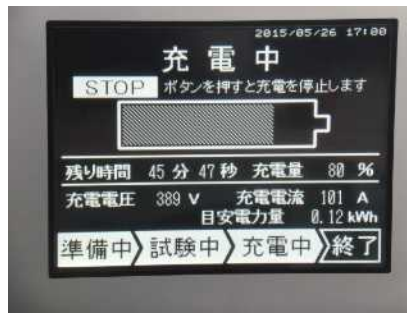 2015/05/26 17:00
充電中
STOP ボタンを押すと充電を停止します
残り時間 45 分 47 秒 充電量 80 %
充電電圧 389 V 充電電流 101 A
目安電力量 0.12 kWh
準備中 試験中 充電中 終了